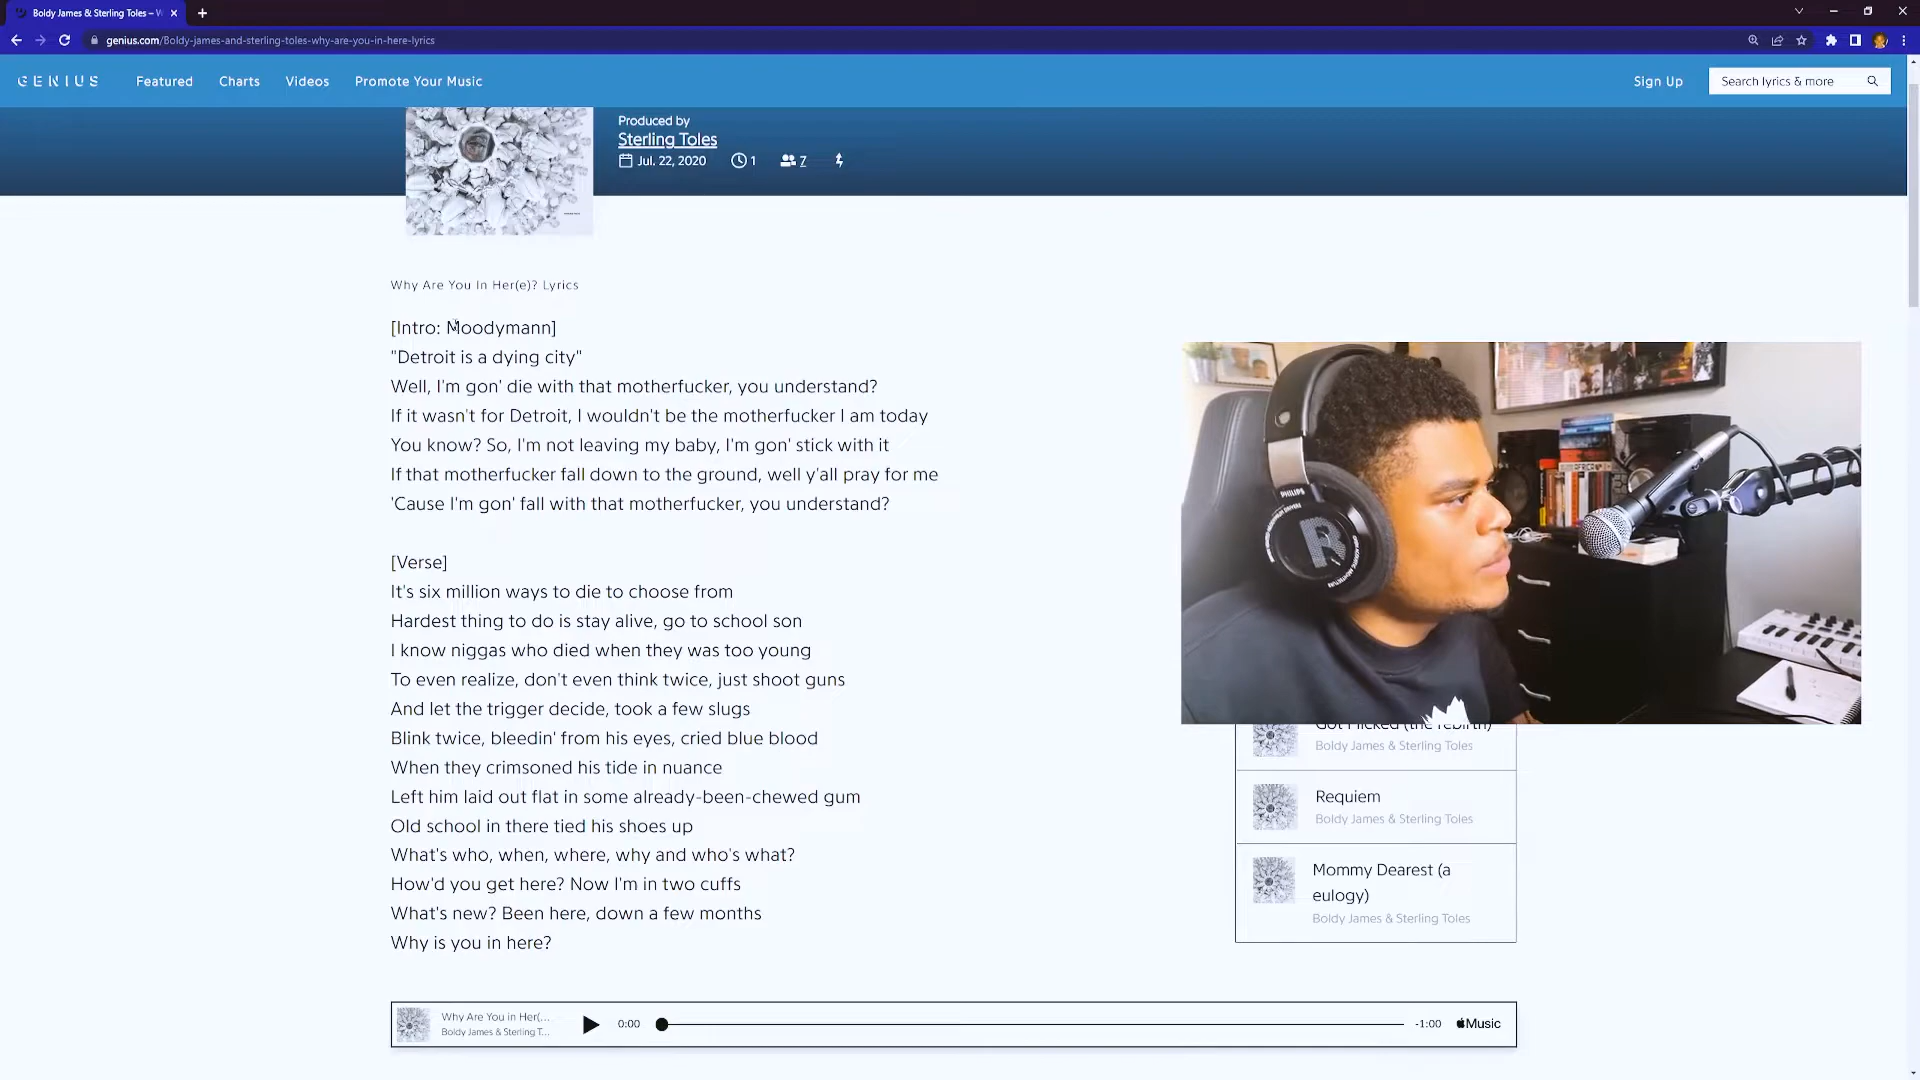 Boldy James & Sterling Toles – W
genius.com/Boldy-james-and-sterling-toles-why-are-you-in-here-lyrics
GENIUS
Featured
Charts
Videos
Promote Your Music
Sign Up
Search lyrics & more
Produced by
Sterling Toles
Jul. 22, 2020
1
7
Why Are You In Her(e)? Lyrics
[Intro: Moodymann]
"Detroit is a dying city"
Well, I'm gon' die with that motherfucker, you understand?
If it wasn't for Detroit, I wouldn't be the motherfucker I am today
You know? So, I'm not leaving my baby, I'm gon' stick with it
If that motherfucker fall down to the ground, well y'all pray for me
'Cause I'm gon' fall with that motherfucker, you understand?
[Verse]
It's six million ways to die to choose from
Hardest thing to do is stay alive, go to school son
I know niggas who died when they was too young
To even realize, don't even think twice, just shoot guns
And let the trigger decide, took a few slugs
Blink twice, bleedin' from his eyes, cried blue blood
When they crimsoned his tide in nuance
Left him laid out flat in some already-been-chewed gum
Old school in there tied his shoes up
What's who, when, where, why and who's what?
How'd you get here? Now I'm in two cuffs
What's new? Been here, down a few months
Why is you in here?
PHILIPS
R
Got Flicked (the rebirth)
Boldy James & Sterling Toles
Requiem
Boldy James & Sterling Toles
Mommy Dearest (a
eulogy)
Boldy James & Sterling Toles
Why Are You in Her(...
Boldy James & Sterling T...
0:00
-1:00
Music